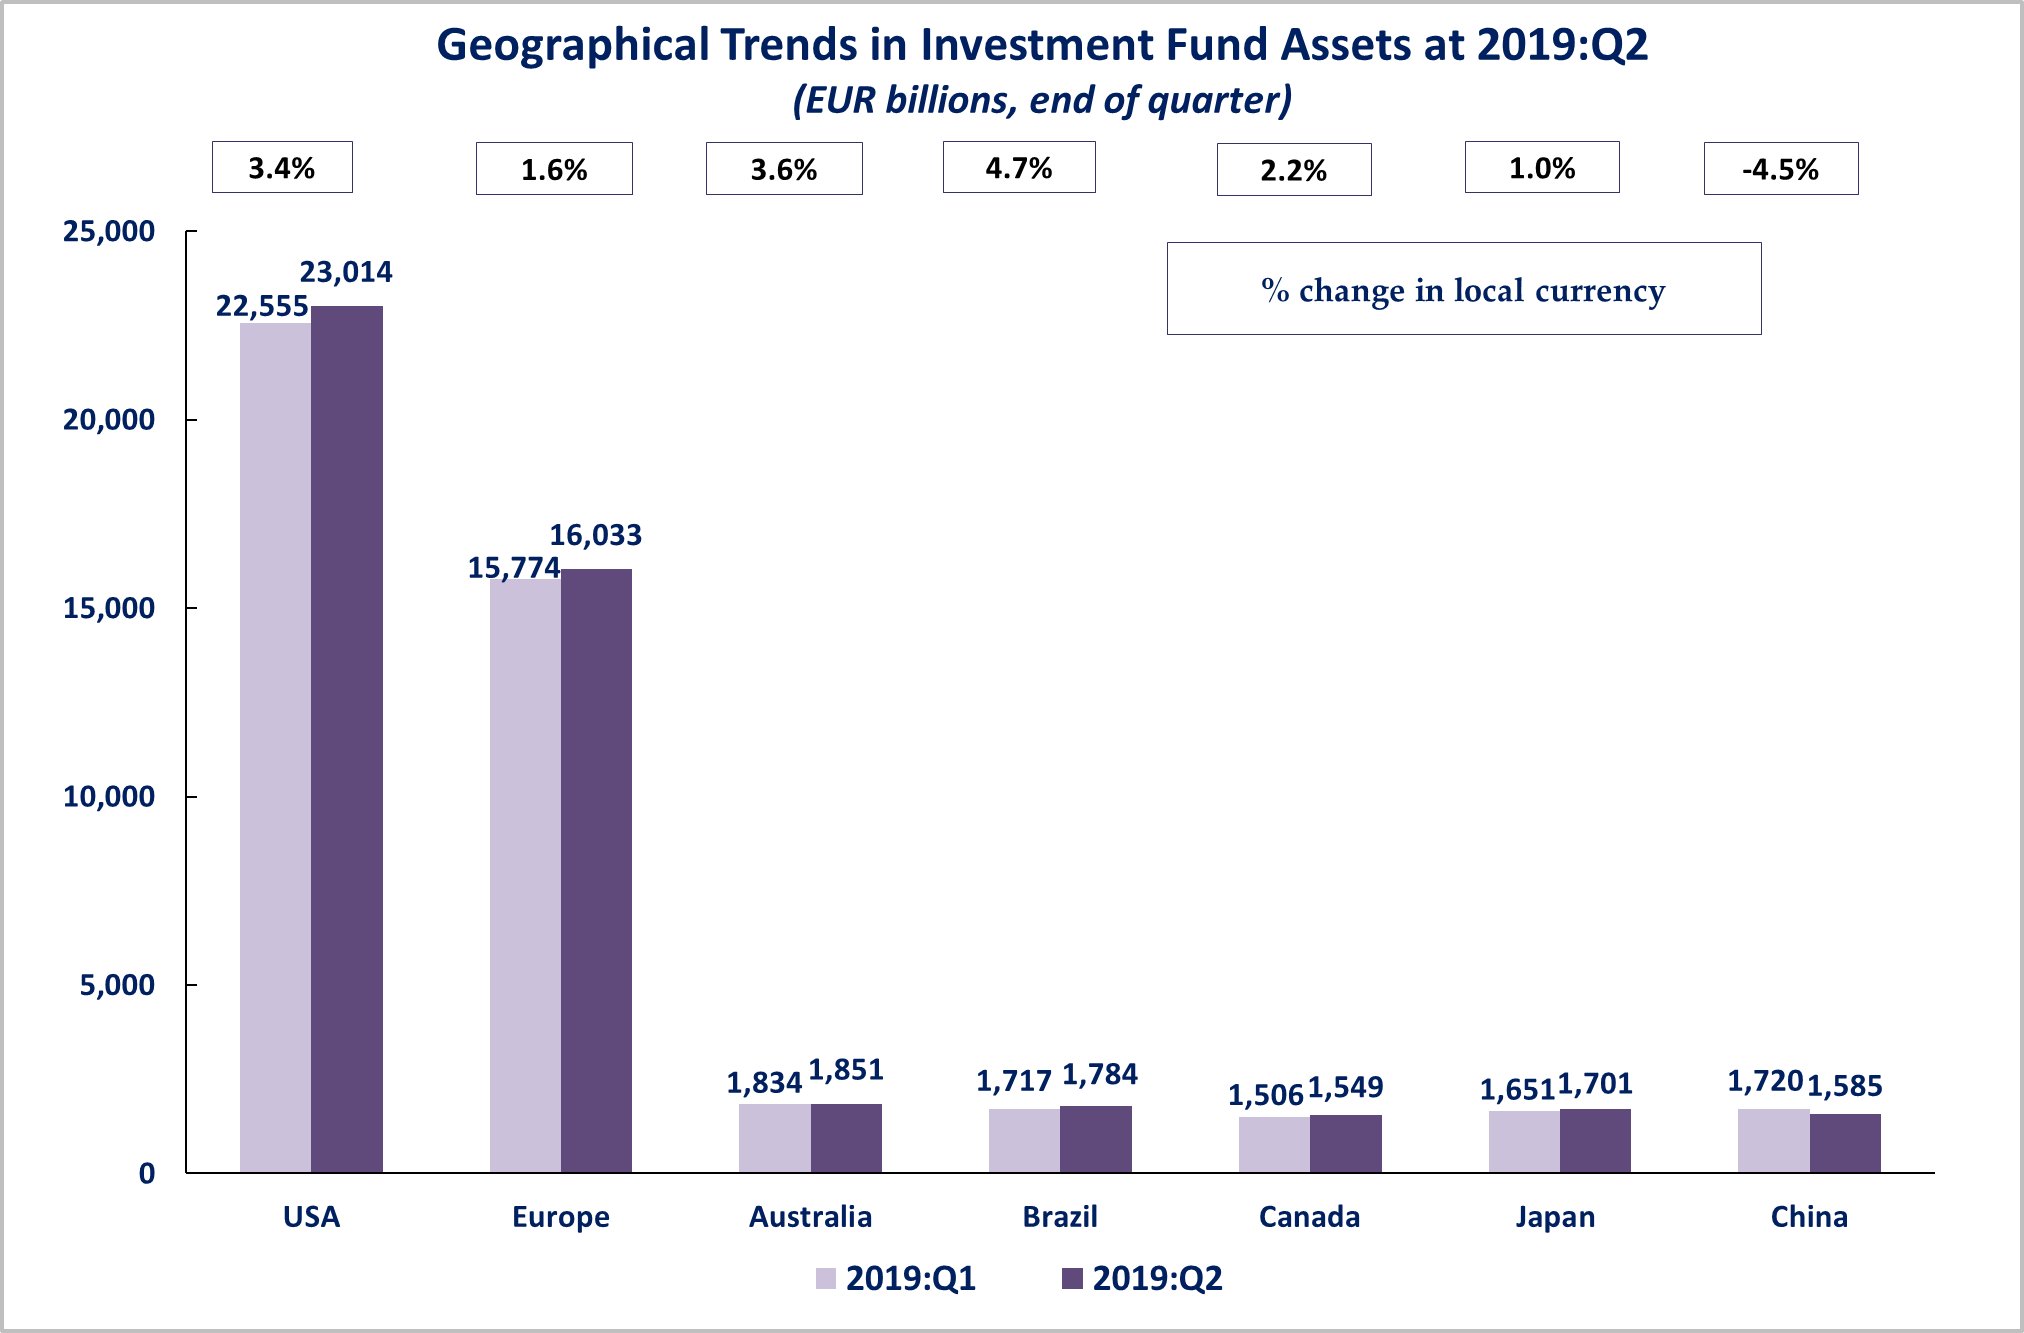 Geographical Trends in Investment Fund Assets at 2019:Q2
(EUR billions, end of quarter)
3.4% 1.6% 3.6% 4.7% 2.2% 1.0% -4.5%
% change in local currency
25,000
20,000
15,000
10,000
5,000
0
22,555 23,014
15,774 16,033
1,834 1,851
1,717 1,784
1,506 1,549
1,651 1,701
1,720 1,585
USA Europe Australia Brazil Canada Japan China
2019:Q1 2019:Q2